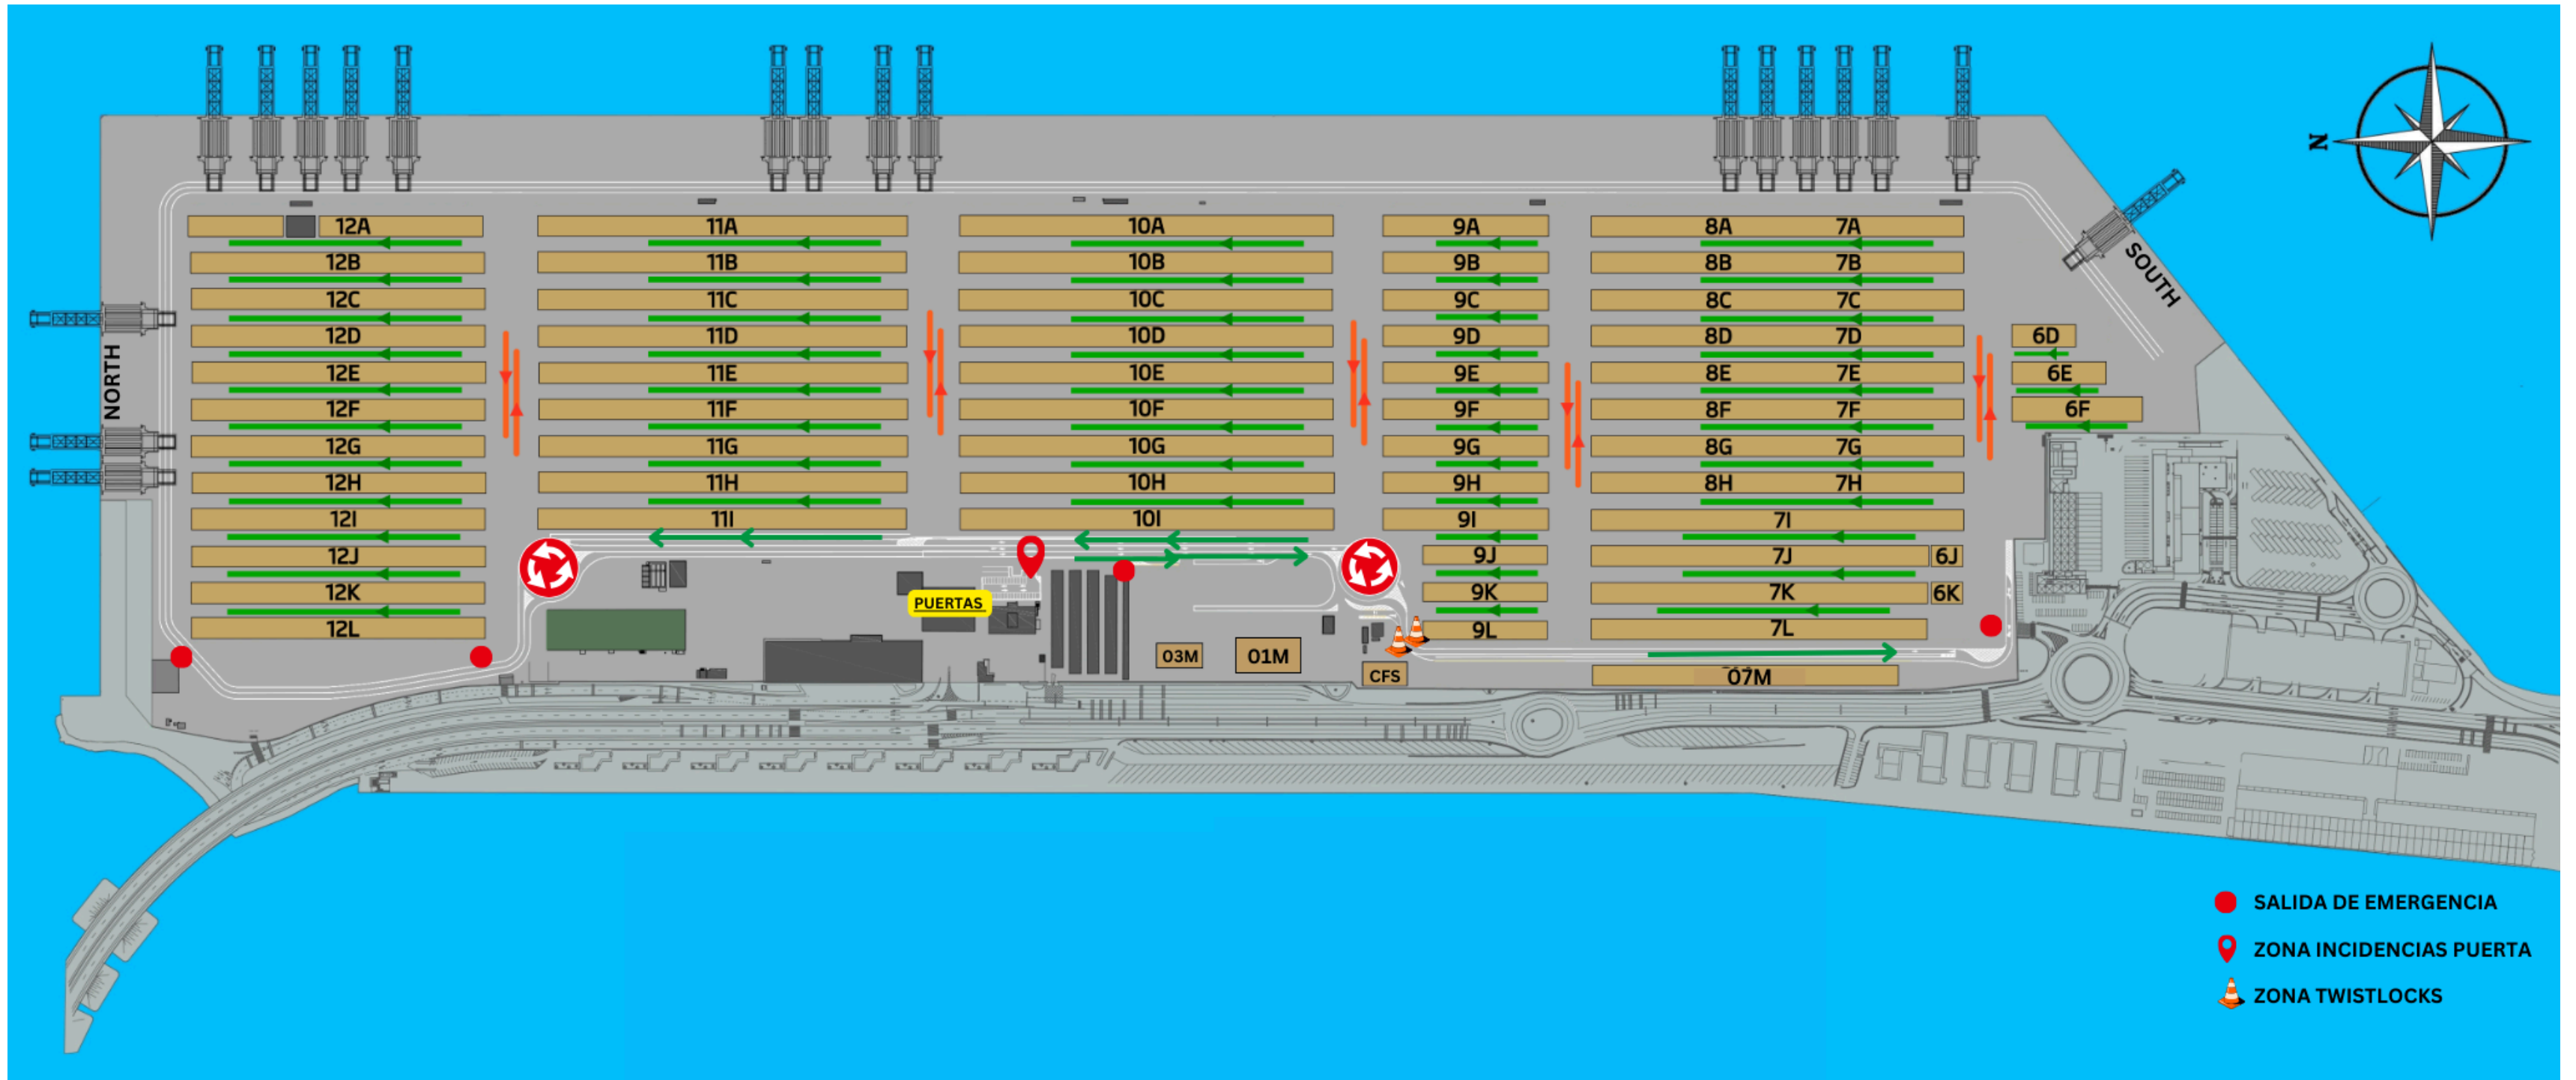 N
SOUTH
NORTH
12A 11A 10A 9A 8A 7A
12B 11B 10B 9B 8B 7B
12C 11C 10C 9C 8C 7C
12D 11D 10D 9D 8D 7D 6D
12E 11E 10E 9E 8E 7E 6E
12F 11F 10F 9F 8F 7F 6F
12G 11G 10G 9G 8G 7G
12H 11H 10H 9H 8H 7H
12I 11I 10I 9I 7I
12J 9J 7J 6J
12K 9K 7K 6K
12L 9L 7L
PUERTAS
03M 01M CFS 07M
SALIDA DE EMERGENCIA
ZONA INCIDENCIAS PUERTA
ZONA TWISTLOCKS